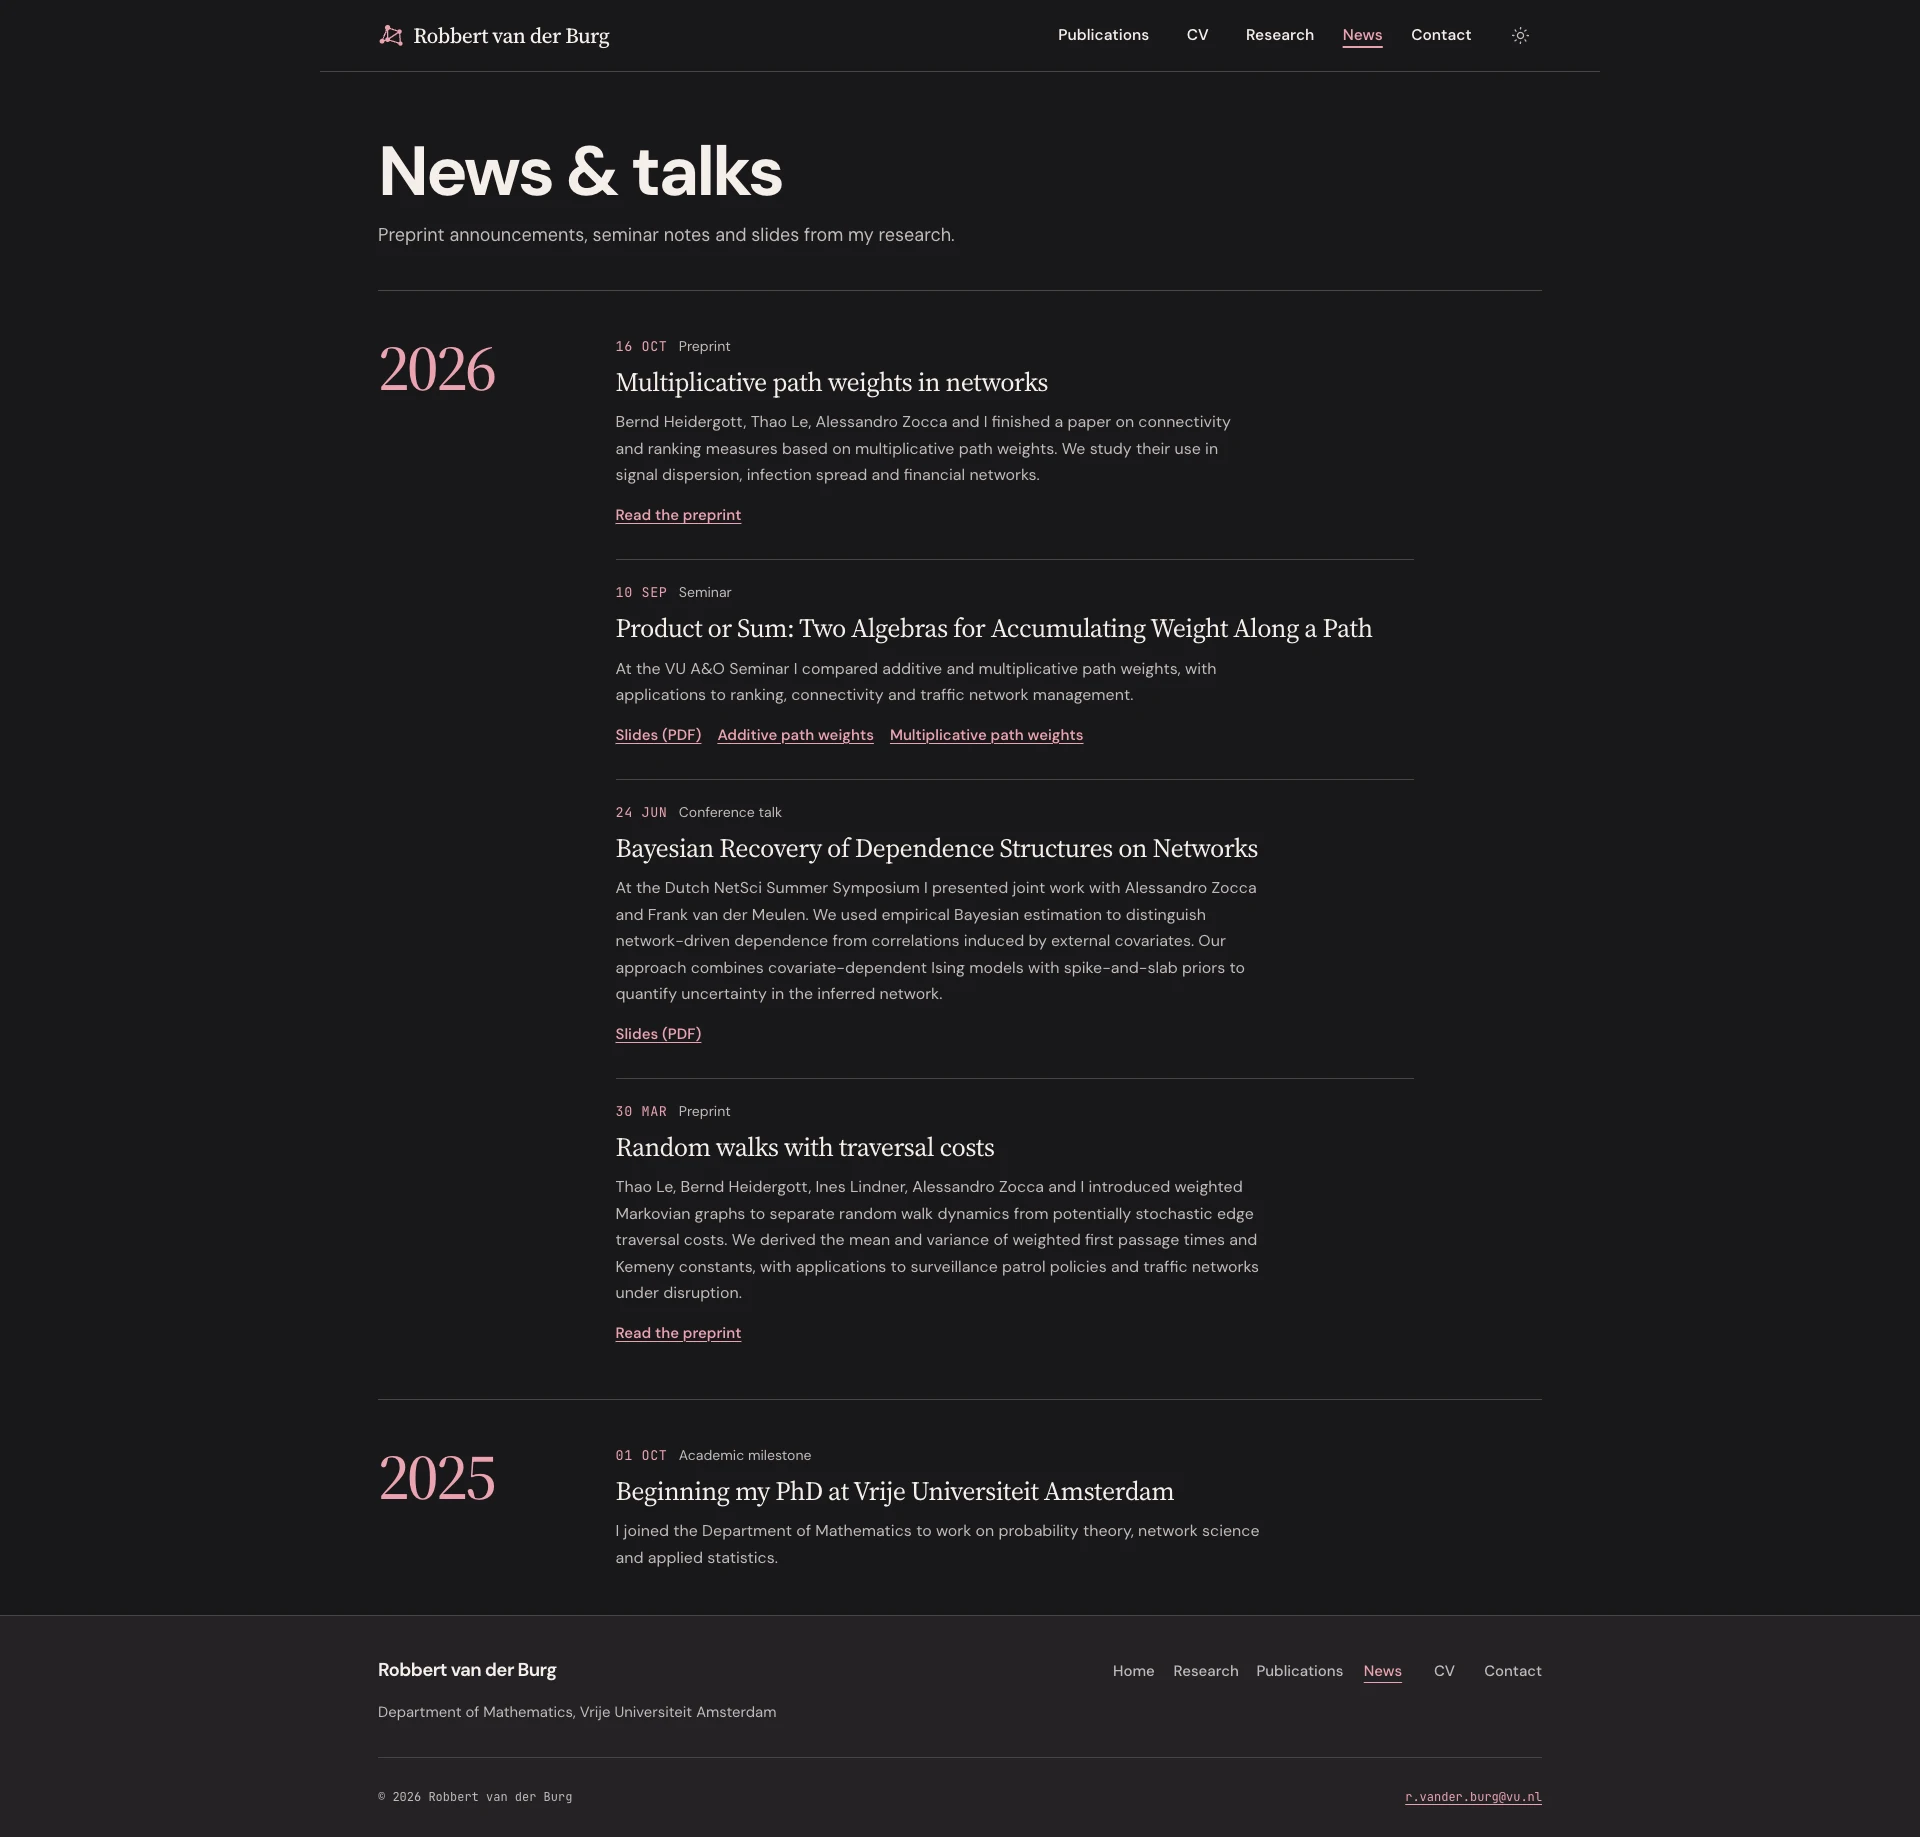 Robbert van der Burg
Publications CV Research News Contact
News & talks
Preprint announcements, seminar notes and slides from my research.
2026
16 OCT Preprint
Multiplicative path weights in networks
Bernd Heidergott, Thao Le, Alessandro Zocca and I finished a paper on connectivity
and ranking measures based on multiplicative path weights. We study their use in
signal dispersion, infection spread and financial networks.
Read the preprint
10 SEP Seminar
Product or Sum: Two Algebras for Accumulating Weight Along a Path
At the VU A&O Seminar I compared additive and multiplicative path weights, with
applications to ranking, connectivity and traffic network management.
Slides (PDF) Additive path weights Multiplicative path weights
24 JUN Conference talk
Bayesian Recovery of Dependence Structures on Networks
At the Dutch NetSci Summer Symposium I presented joint work with Alessandro Zocca
and Frank van der Meulen. We used empirical Bayesian estimation to distinguish
network-driven dependence from correlations induced by external covariates. Our
approach combines covariate-dependent Ising models with spike-and-slab priors to
quantify uncertainty in the inferred network.
Slides (PDF)
30 MAR Preprint
Random walks with traversal costs
Thao Le, Bernd Heidergott, Ines Lindner, Alessandro Zocca and I introduced weighted
Markovian graphs to separate random walk dynamics from potentially stochastic edge
traversal costs. We derived the mean and variance of weighted first passage times and
Kemeny constants, with applications to surveillance patrol policies and traffic networks
under disruption.
Read the preprint
2025
01 OCT Academic milestone
Beginning my PhD at Vrije Universiteit Amsterdam
I joined the Department of Mathematics to work on probability theory, network science
and applied statistics.
Robbert van der Burg
Home Research Publications News CV Contact
Department of Mathematics, Vrije Universiteit Amsterdam
© 2026 Robbert van der Burg
r.vander.burg@vu.nl